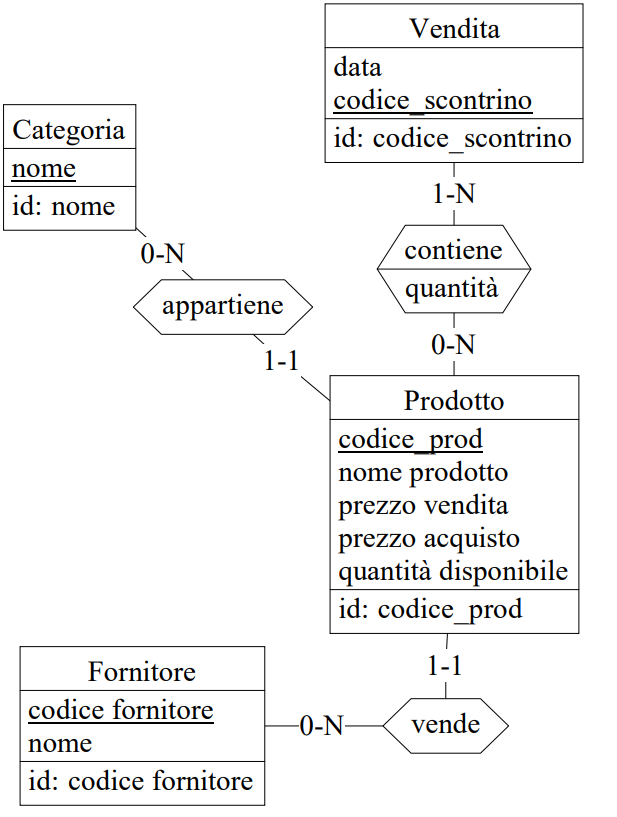 Vendita
data
codice_scontrino
id: codice_scontrino
Categoria
nome
id: nome
1-N
0-N
contiene
quantità
appartiene
0-N
1-1
Prodotto
codice_prod
nome prodotto
prezzo vendita
prezzo acquisto
quantità disponibile
id: codice_prod
1-1
Fornitore
codice fornitore
nome
id: codice fornitore
0-N
vende